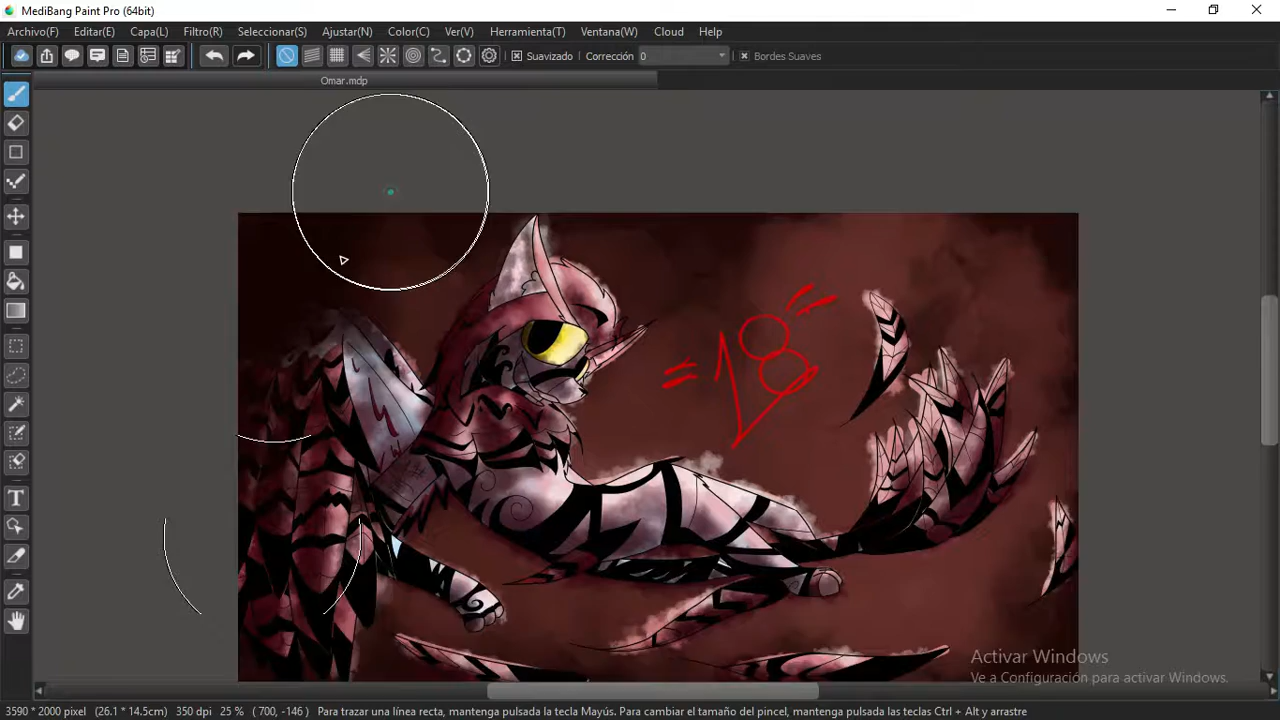 MediBang Paint Pro (64bit)
Archivo(F) Editar(E) Capa(L) Filtro(R) Seleccionar(S) Ajustar(N) Color(C) Ver(V) Herramienta(T) Ventana(W) Cloud Help
Suavizado Corrección 0 Bordes Suaves
Omar.mdp
=18"
T
Activar Windows
Ve a Configuración para activar Windows.
3590 * 2000 pixel (26.1 * 14.5cm) 350 dpi 25 % ( 700, -146 ) Para trazar una línea recta, mantenga pulsada la tecla Mayús. Para cambiar el tamaño del pincel, mantenga pulsadas las teclas Ctrl + Alt y arrastre